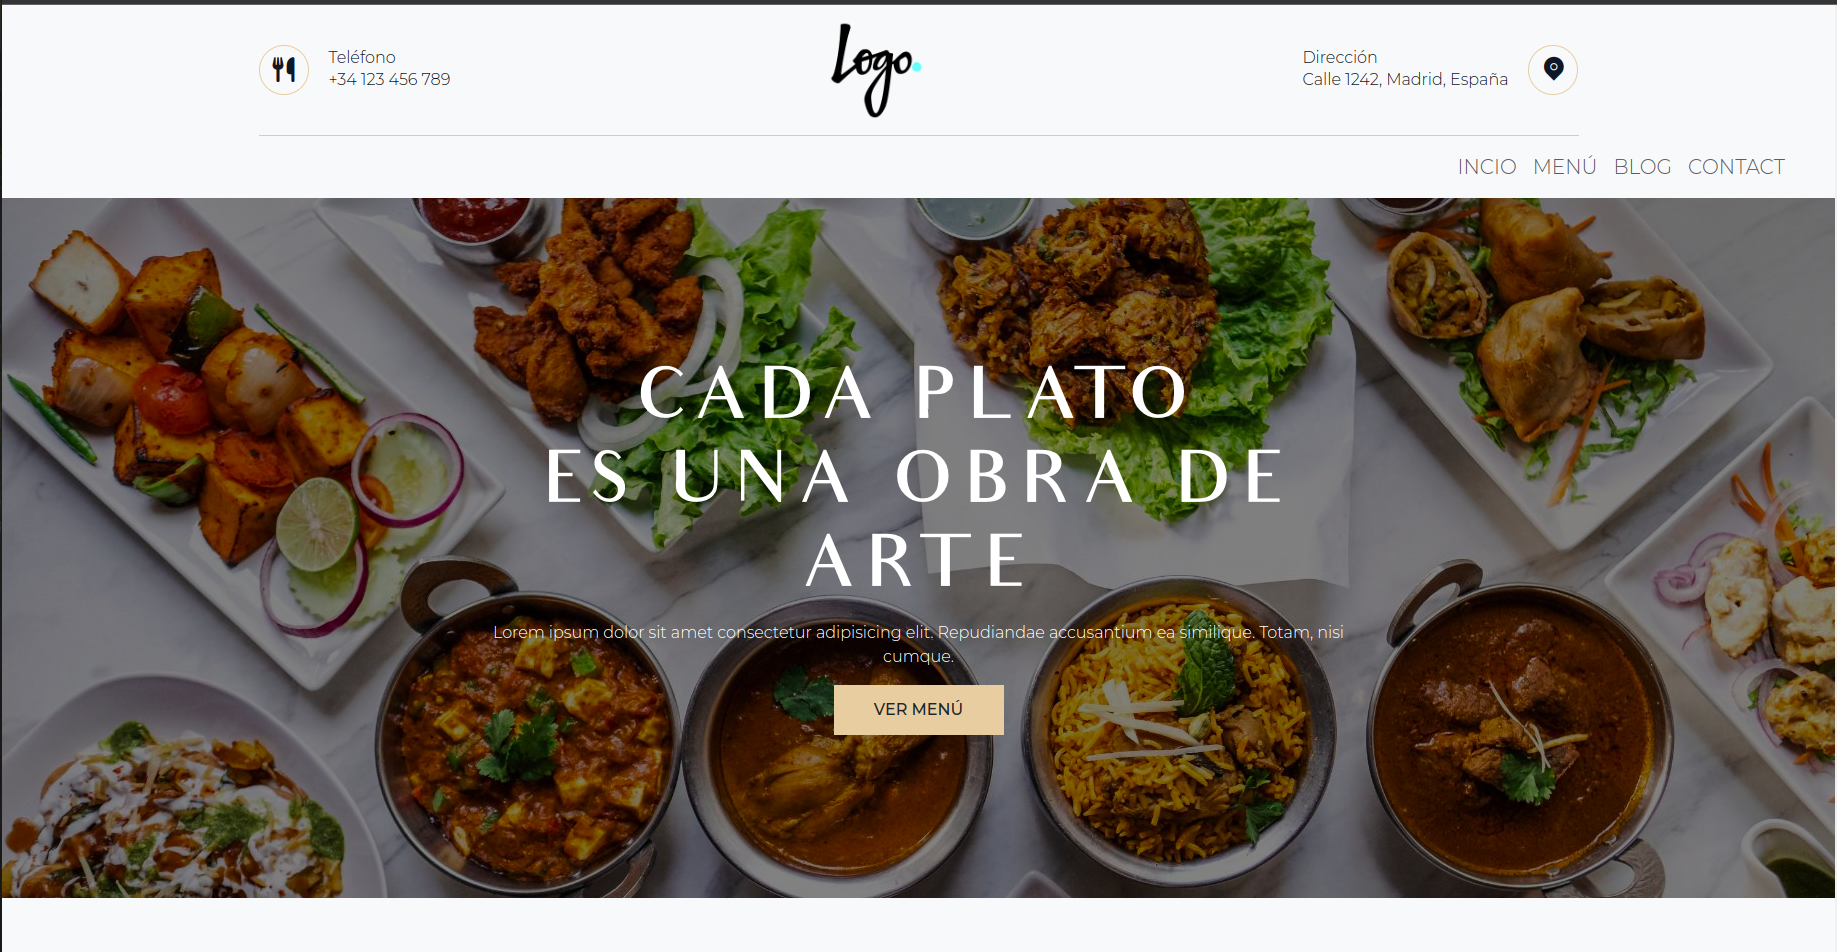 Teléfono
+34 123 456 789
Logo.
Dirección
Calle 1242, Madrid, España
INCIO MENÚ BLOG CONTACT
CADA PLATO
ES UNA OBRA DE
ARTE
Lorem ipsum dolor sit amet consectetur adipisicing elit. Repudiandae accusantium ea similique. Totam, nisi
cumque.
VER MENÚ